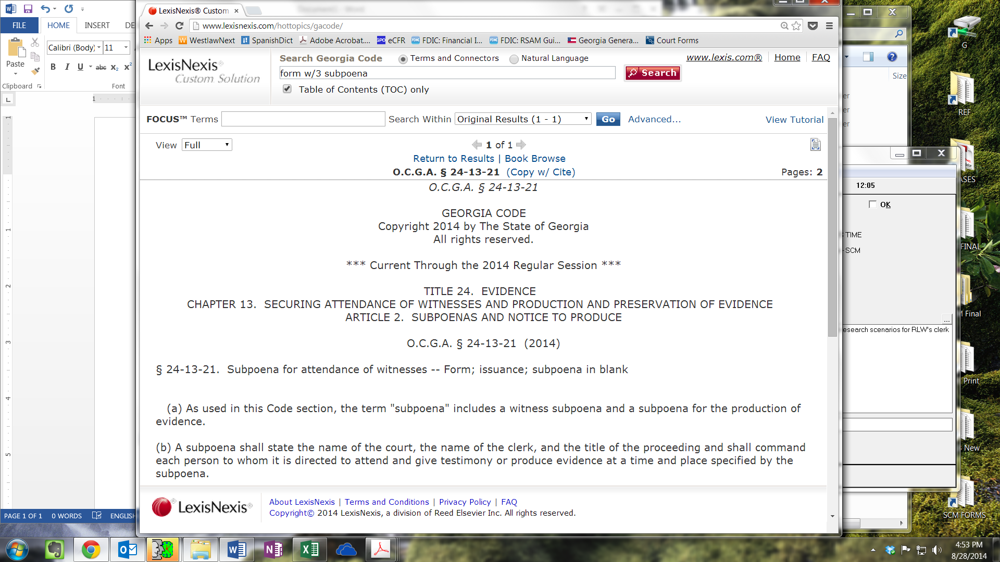 LexisNexis® Custom
Document1 - Word
FILE
HOME
INSERT
DE
www.lexisnexis.com/hottopics/gacode/
Apps
WestlawNext
SpanishDict
Adobe Acrobat....
GPO
eCFR
FDIC
FDIC: Financial I...
FDIC
FDIC: RSAM Gui...
Georgia Genera...
Court Forms
Calibri (Body)
11
Paste
B I U abc x₂ x²
Clipboard
Font
LexisNexis®
Custom Solution
Search Georgia Code
Terms and Connectors
Natural Language
www.lexis.com®
Home
FAQ
form w/3 subpoena
Search
Table of Contents (TOC) only
FOCUS™ Terms
Search Within
Original Results (1 - 1)
Go
Advanced...
View Tutorial
View
Full
1 of 1
Return to Results | Book Browse
O.C.G.A. § 24-13-21 (Copy w/ Cite)
Pages: 2
O.C.G.A. § 24-13-21
GEORGIA CODE
Copyright 2014 by The State of Georgia
All rights reserved.
*** Current Through the 2014 Regular Session ***
TITLE 24. EVIDENCE
CHAPTER 13. SECURING ATTENDANCE OF WITNESSES AND PRODUCTION AND PRESERVATION OF EVIDENCE
ARTICLE 2. SUBPOENAS AND NOTICE TO PRODUCE
O.C.G.A. § 24-13-21 (2014)
§ 24-13-21. Subpoena for attendance of witnesses -- Form; issuance; subpoena in blank
(a) As used in this Code section, the term "subpoena" includes a witness subpoena and a subpoena for the production of
evidence.
(b) A subpoena shall state the name of the court, the name of the clerk, and the title of the proceeding and shall command
each person to whom it is directed to attend and give testimony or produce evidence at a time and place specified by the
subpoena.
LexisNexis®
About LexisNexis | Terms and Conditions | Privacy Policy | FAQ
Copyright© 2014 LexisNexis, a division of Reed Elsevier Inc. All rights reserved.
PAGE 1 OF 1
0 WORDS
ENGLISH
L
1
1
1
2
3
4
5
Size
er
er
er
12:05
OK
TIME
- SCM
...
esearch scenarios for RLW's clerk
G
REF
ASES
FINAL
Final
Print
New
SCM FORMS
4:53 PM
8/28/2014